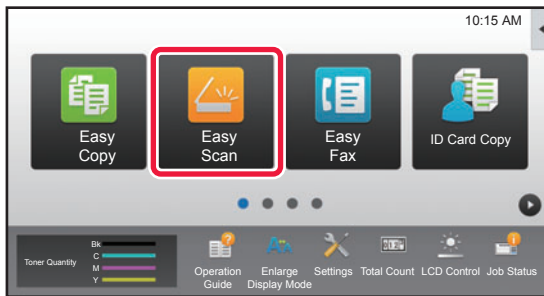 10:15 AM
Easy
Copy
Easy
Scan
Easy
Fax
ID Card Copy
Toner Quantity
Bk
C
M
Y
Operation
Guide
Enlarge
Display Mode
Settings
Total Count
LCD Control
Job Status